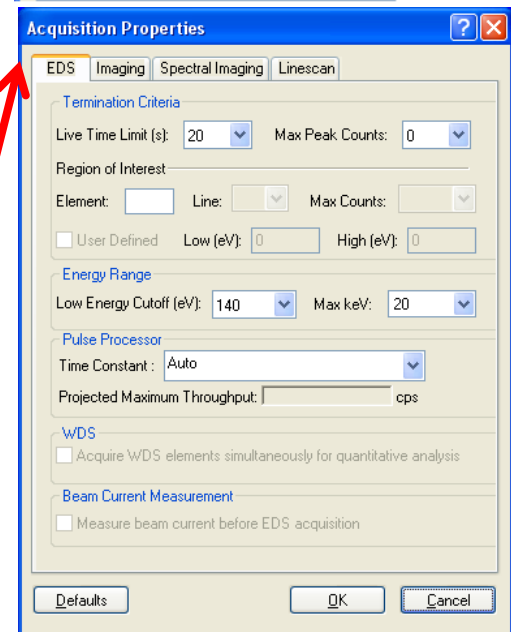 Acquisition Properties
EDS Imaging Spectral Imaging Linescan
Termination Criteria
Live Time Limit (s): 20 Max Peak Counts: 0
Region of Interest
Element: Line: Max Counts:
User Defined Low (eV): 0 High (eV): 0
Energy Range
Low Energy Cutoff (eV): 140 Max keV: 20
Pulse Processor
Time Constant : Auto
Projected Maximum Throughput: cps
WDS
Acquire WDS elements simultaneously for quantitative analysis
Beam Current Measurement
Measure beam current before EDS acquisition
Defaults OK Cancel